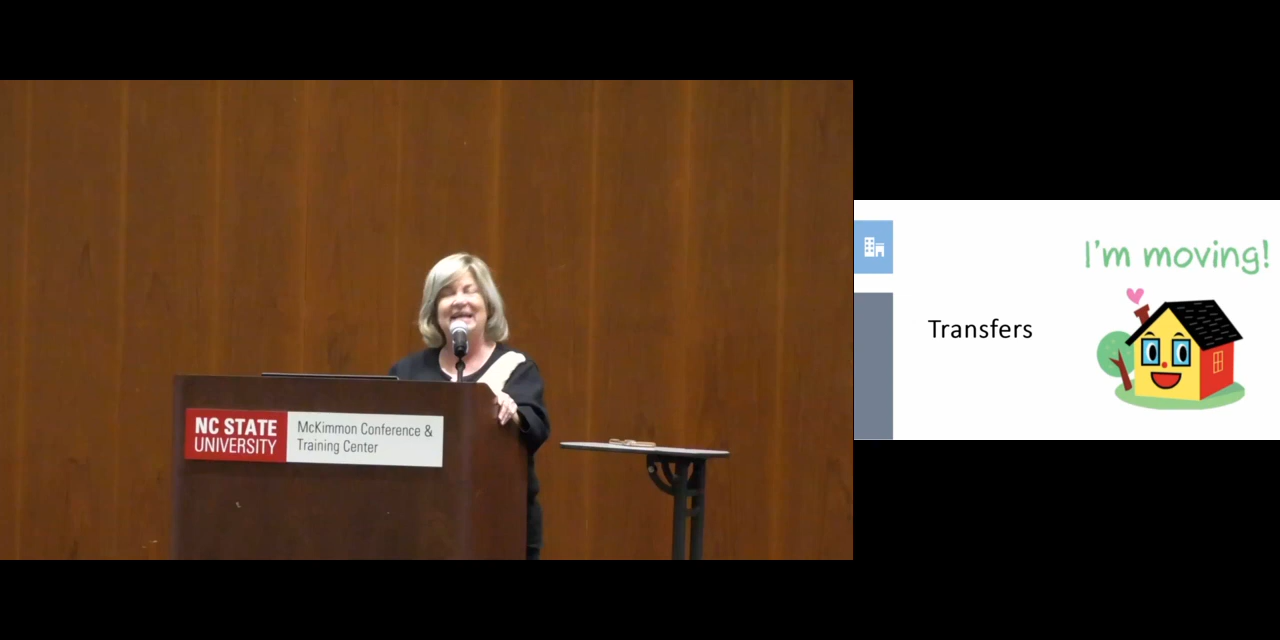 NC STATE
UNIVERSITY
McKimmon Conference &
Training Center
I'm moving!
Transfers